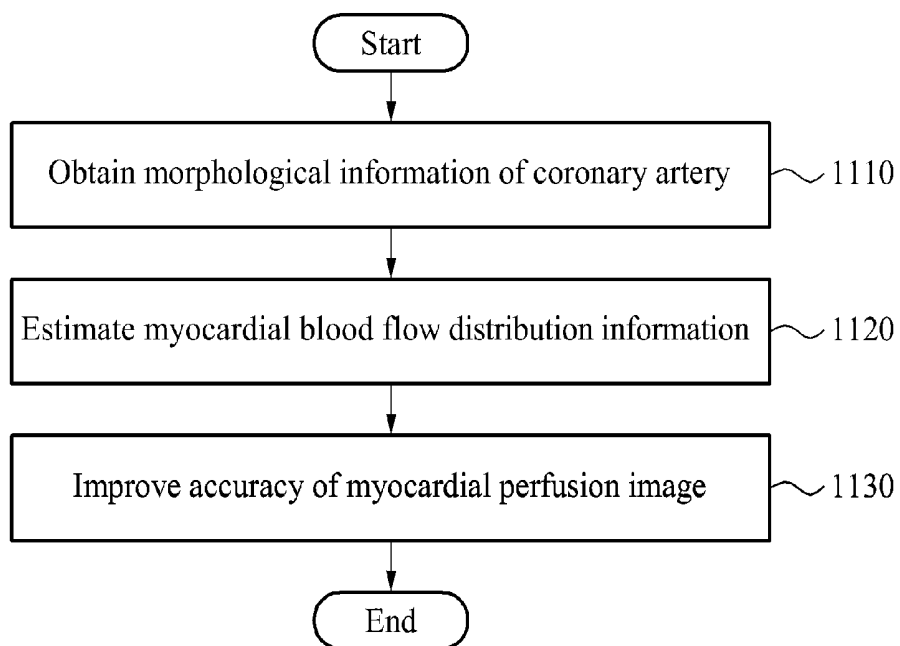 Start
Obtain morphological information of coronary artery
1110
Estimate myocardial blood flow distribution information
1120
Improve accuracy of myocardial perfusion image
1130
End